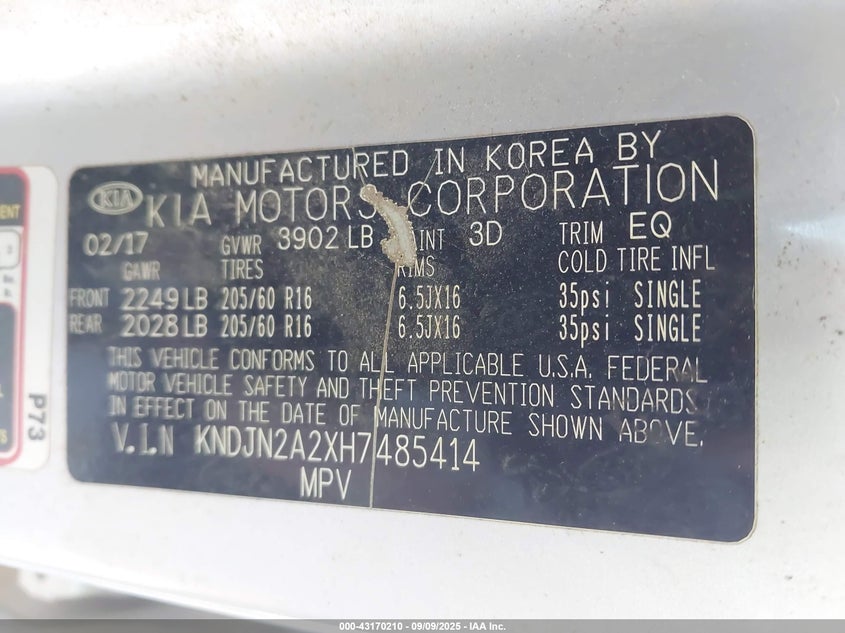 MANUFACTURED IN KOREA BY
KIA KIA MOTORS CORPORATION
02/17 GVWR 3902 LB INT 3D TRIM EQ
GAWR TIRES RIMS COLD TIRE INFL
FRONT 2249 LB 205/60 R16 6.5JX16 35psi SINGLE
REAR 2028 LB 205/60 R16 6.5JX16 35psi SINGLE
THIS VEHICLE CONFORMS TO ALL APPLICABLE U.S.A. FEDERAL
MOTOR VEHICLE SAFETY AND THEFT PREVENTION STANDARDS
IN EFFECT ON THE DATE OF MANUFACTURE SHOWN ABOVE.
V.I.N KNDJN2A2XH7485414
MPV
P73
000-43170210 - 09/09/2025 - IAA Inc.